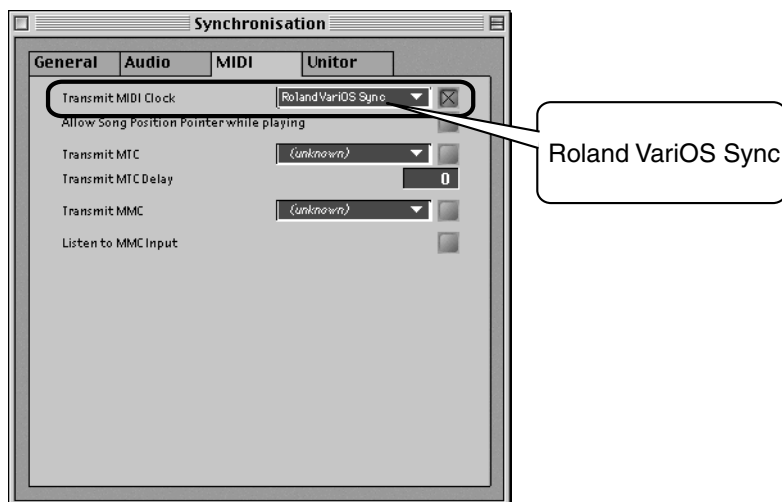 Synchronisation
General Audio MIDI Unitor
Transmit MIDI Clock Roland VariOS Sync
Allow Song Position Pointer while playing
Transmit MTC (unknown)
Transmit MTC Delay 0
Transmit MMC (unknown)
Listen to MMC Input
Roland VariOS Sync